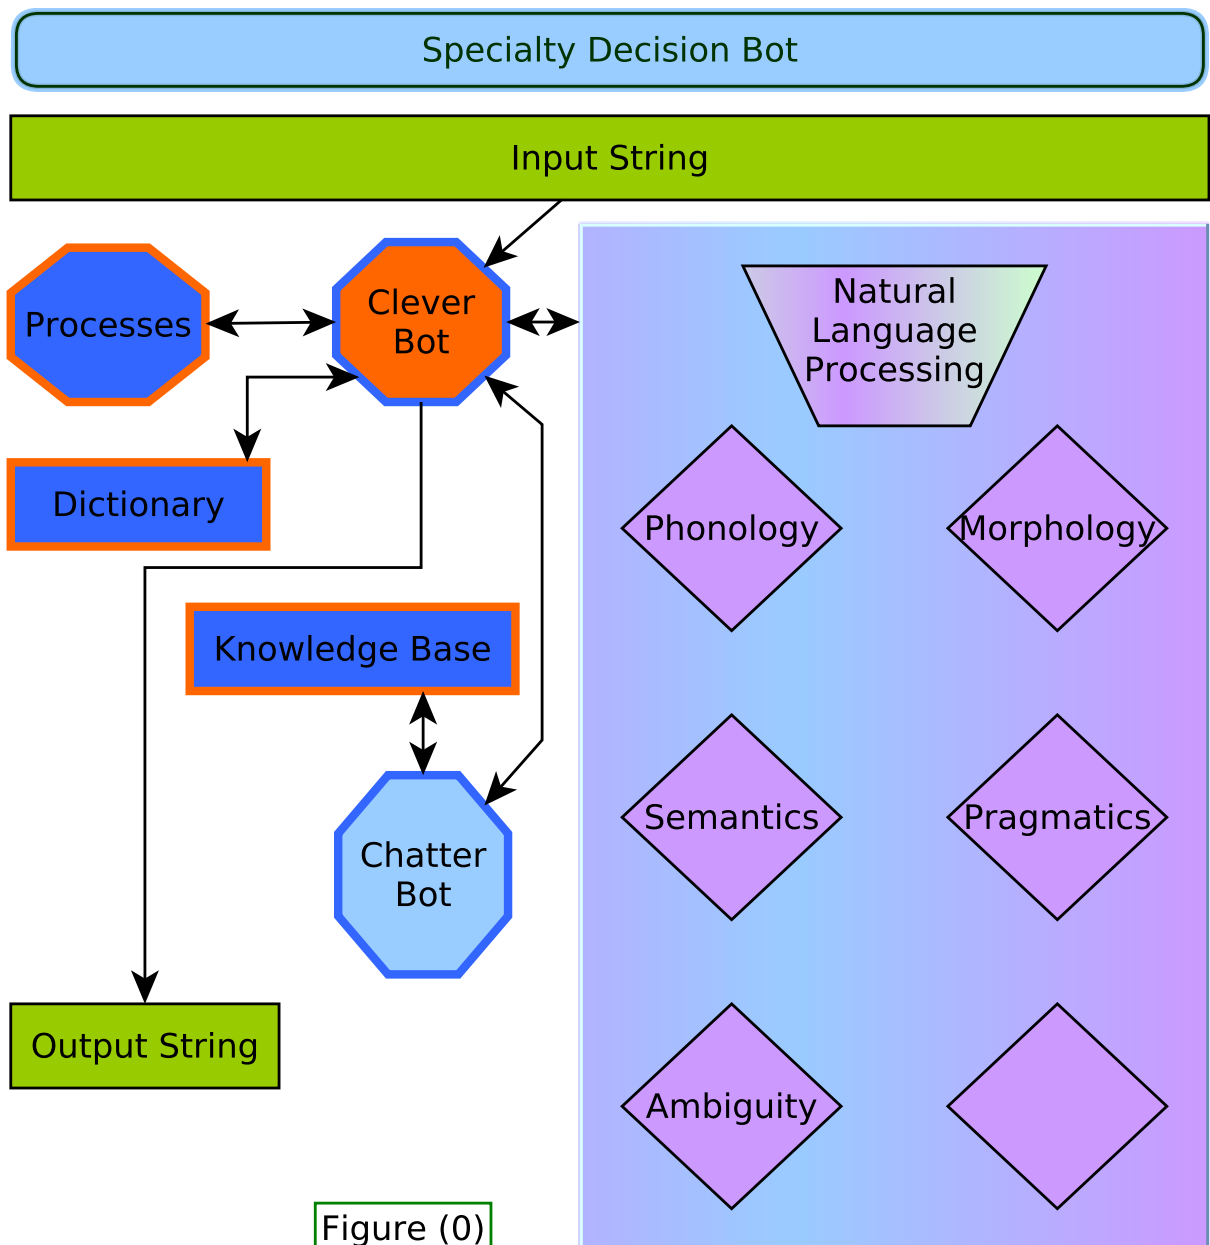 Specialty Decision Bot
Input String
Processes
Clever
Bot
Natural
Language
Processing
Dictionary
Phonology
Morphology
Knowledge Base
Semantics
Pragmatics
Chatter
Bot
Output String
Ambiguity
Figure (0)